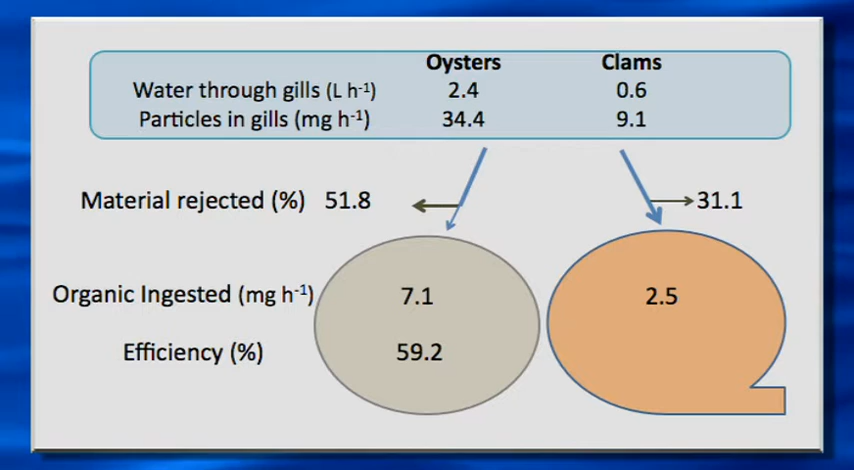 Oysters Clams
Water through gills (L h-1) 2.4 0.6
Particles in gills (mg h-1) 34.4 9.1
Material rejected (%) 51.8 31.1
Organic Ingested (mg h-1) 7.1 2.5
Efficiency (%) 59.2